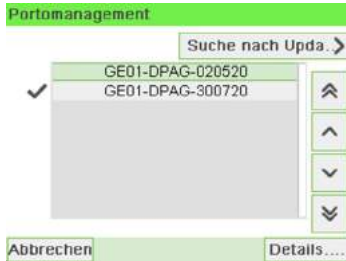 Portomanagement
Suche nach Upda.
GE01-DPAG-020520
GE01-DPAG-300720
Abbrechen
Details....